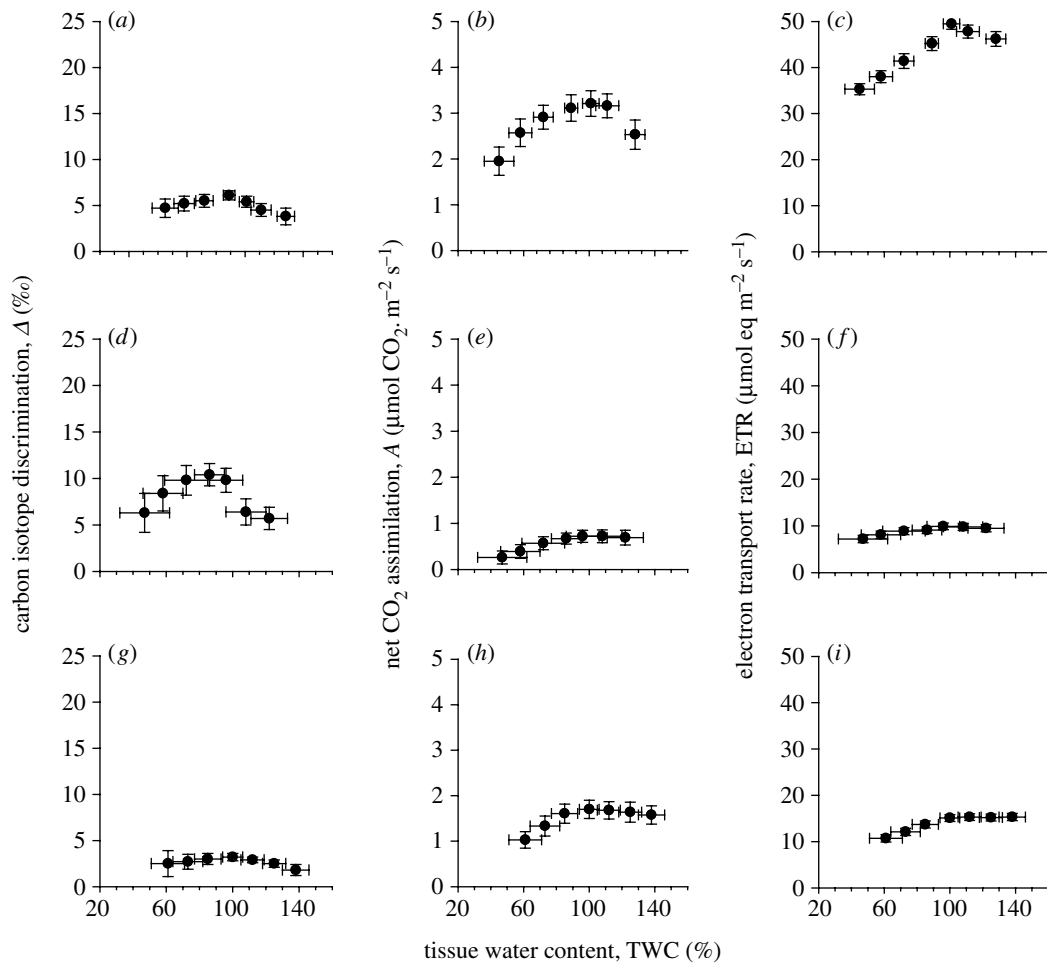 (a) (b) (c)
25 5 50
20 4 40
15 3 30
10 2 20
5 1 10
0 0 0
(d) (e) (f)
25 5 50
20 4 40
15 3 30
10 2 20
5 1 10
0 0 0
(g) (h) (i)
25 5 50
20 4 40
15 3 30
10 2 20
5 1 10
0 0 0
20 60 100 140 20 60 100 140 20 60 100 140
carbon isotope discrimination, Δ (‰)
net CO₂ assimilation, A (µmol CO₂. m⁻² s⁻¹)
electron transport rate, ETR (µmol eq m⁻² s⁻¹)
tissue water content, TWC (%)